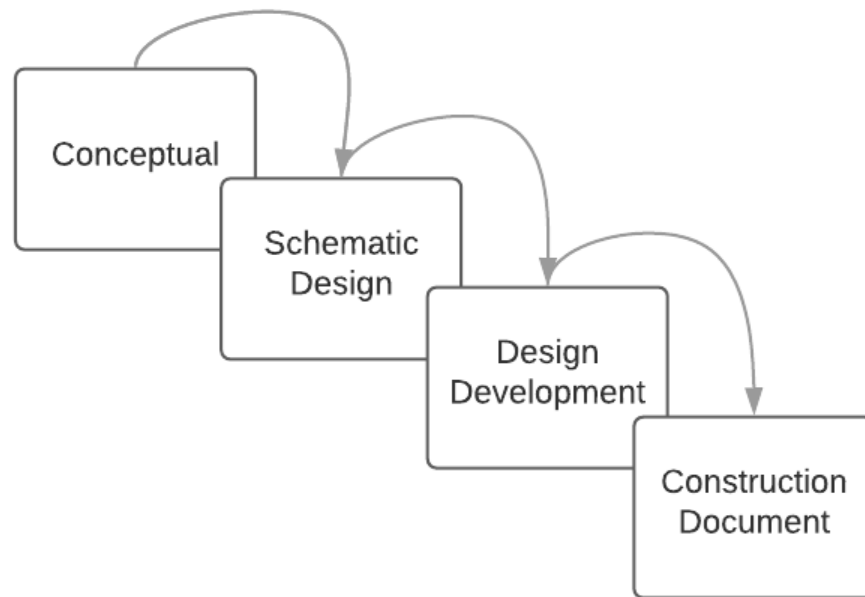 Conceptual
Schematic
Design
Design
Development
Construction
Document